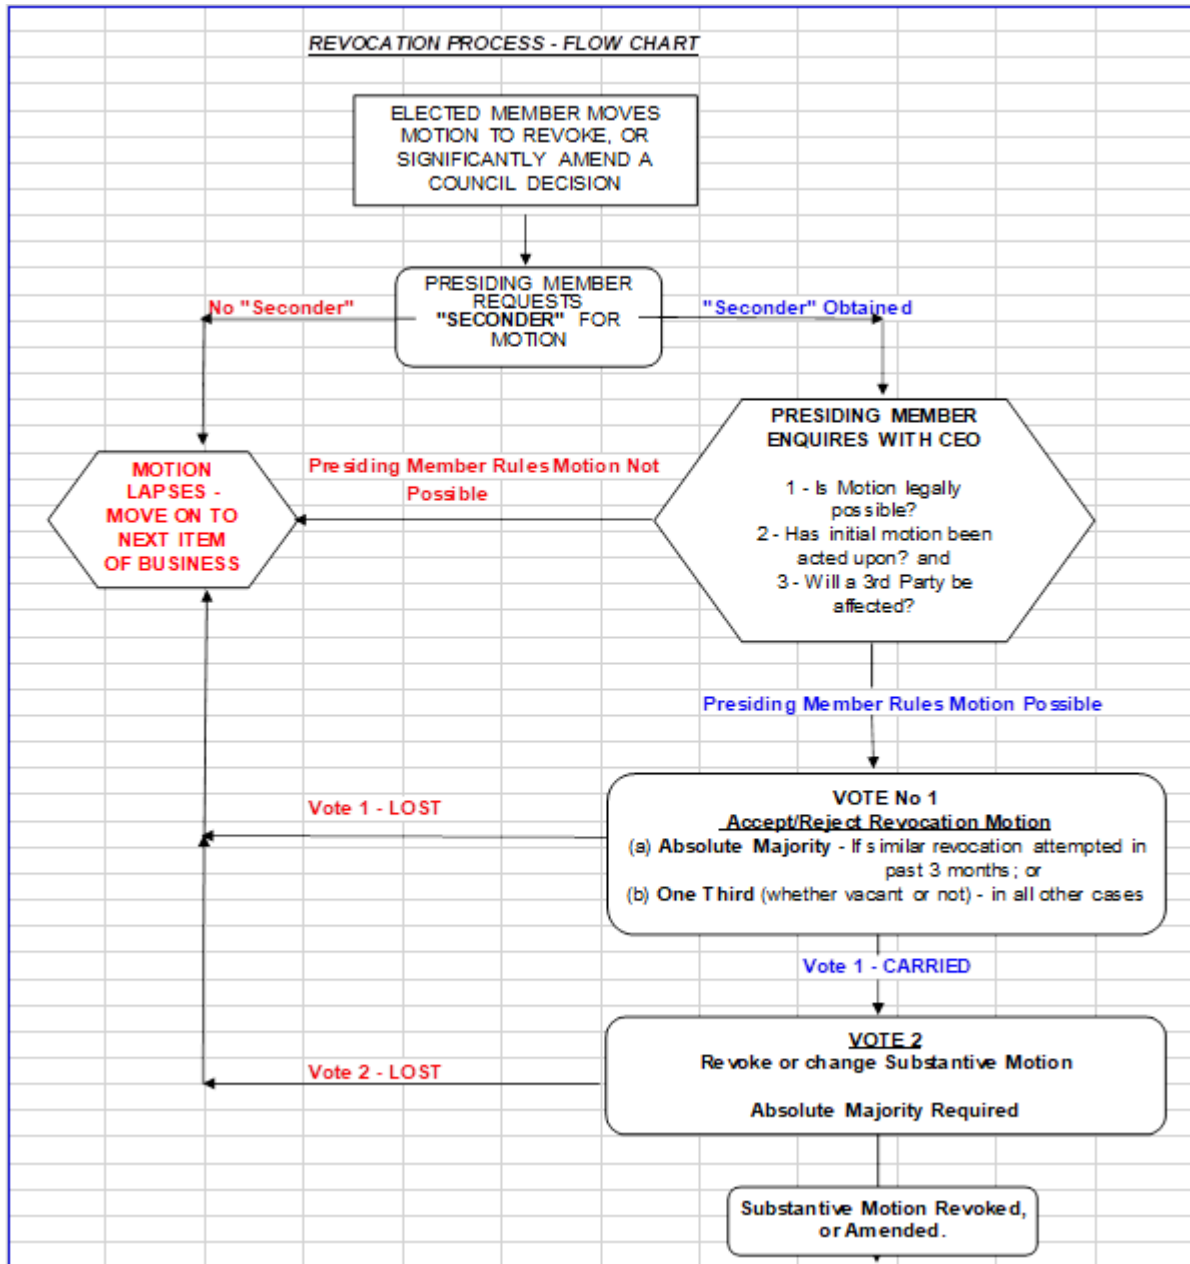 REVOCATION PROCESS - FLOW CHART
ELECTED MEMBER MOVES
MOTION TO REVOKE, OR
SIGNIFICANTLY AMEND A
COUNCIL DECISION
PRESIDING MEMBER
REQUESTS
"SECONDER" FOR
MOTION
No "Seconder"
"Seconder" Obtained
PRESIDING MEMBER
ENQUIRES WITH CEO
1 - Is Motion legally
possible?
2 - Has initial motion been
acted upon? and
3 - Will a 3rd Party be
affected?
Presiding Member Rules Motion Not
Possible
MOTION
LAPSES -
MOVE ON TO
NEXT ITEM
OF BUSINESS
Presiding Member Rules Motion Possible
VOTE No 1
Accept/Reject Revocation Motion
(a) Absolute Majority - If similar revocation attempted in
past 3 months; or
(b) One Third (whether vacant or not) - in all other cases
Vote 1 - LOST
Vote 1 - CARRIED
VOTE 2
Revoke or change Substantive Motion
Absolute Majority Required
Vote 2 - LOST
Substantive Motion Revoked,
or Amended.